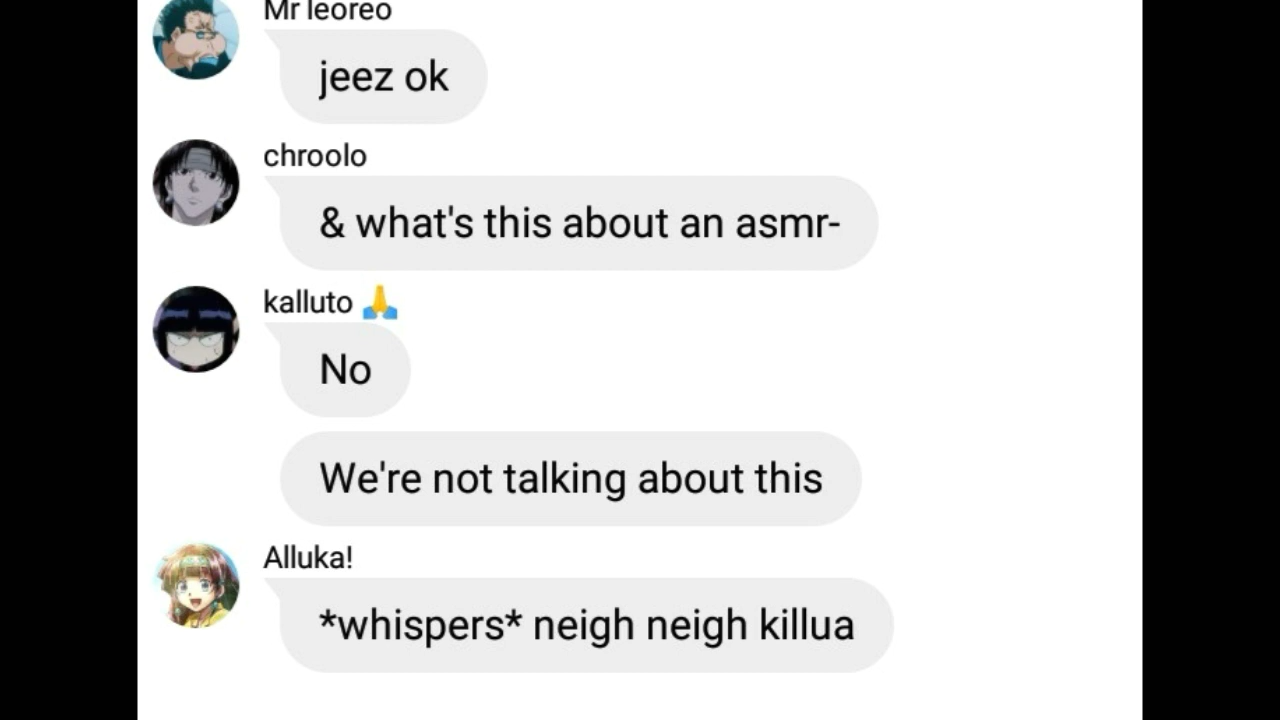 Mr leoreo
jeez ok
chroolo
& what's this about an asmr-
kalluto 🙏
No
We're not talking about this
Alluka!
*whispers* neigh neigh killua